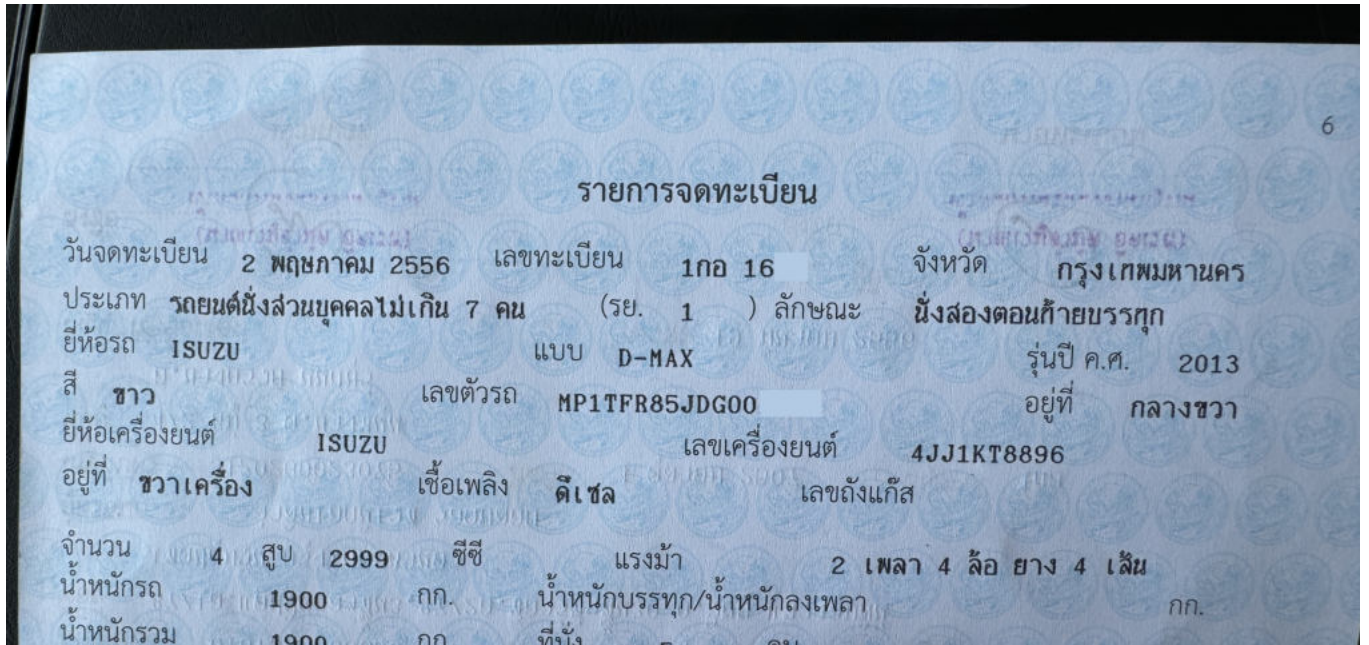 6
รายการจดทะเบียน
วันจดทะเบียน 2 พฤษภาคม 2556 เลขทะเบียน 1กอ 16 จังหวัด กรุงเทพมหานคร
ประเภท รถยนต์นั่งส่วนบุคคลไม่เกิน 7 คน (รย. 1 ) ลักษณะ นั่งสองตอนท้ายบรรทุก
ยี่ห้อรถ ISUZU แบบ D-MAX รุ่นปี ค.ศ. 2013
สี ขาว เลขตัวรถ MP1TFR85JDG00 อยู่ที่ กลางขวา
ยี่ห้อเครื่องยนต์ ISUZU เลขเครื่องยนต์ 4JJ1KT8896
อยู่ที่ ขวาเครื่อง เชื้อเพลิง ดีเซล เลขถังแก๊ส
จำนวน 4 สูบ 2999 ซีซี แรงม้า 2 เพลา 4 ล้อ ยาง 4 เส้น
น้ำหนักรถ 1900 กก. น้ำหนักบรรทุก/น้ำหนักลงเพลา กก.
น้ำหนักรวม 1900 กก. ที่นั่ง